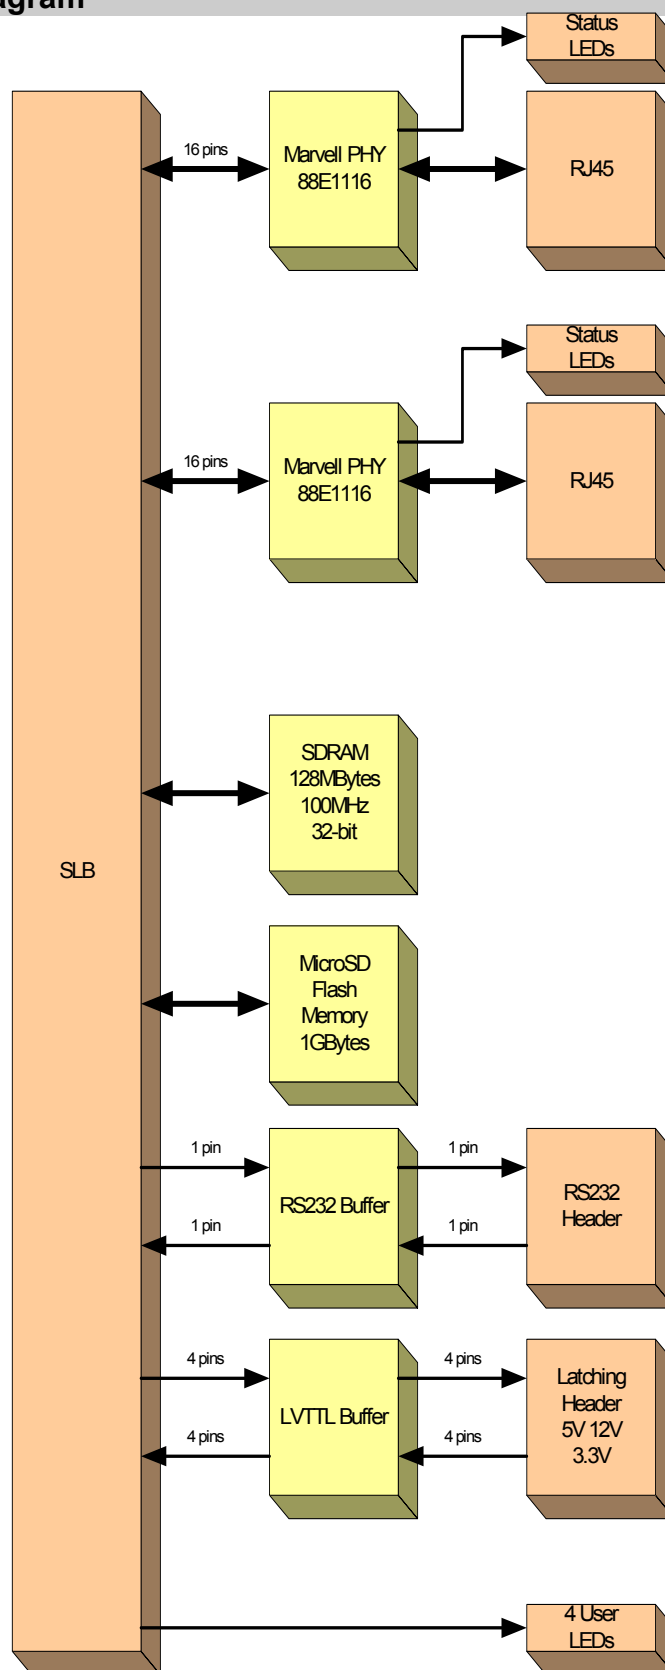 agram
Status
LEDs
16 pins
Marvell PHY
88E1116
RJ45
Status
LEDs
16 pins
Marvell PHY
88E1116
RJ45
SDRAM
128MBytes
100MHz
32-bit
SLB
MicroSD
Flash
Memory
1GBytes
1 pin
1 pin
RS232 Buffer
RS232
Header
1 pin
1 pin
4 pins
4 pins
LVTTL Buffer
Latching
Header
5V 12V
3.3V
4 pins
4 pins
4 User
LEDs